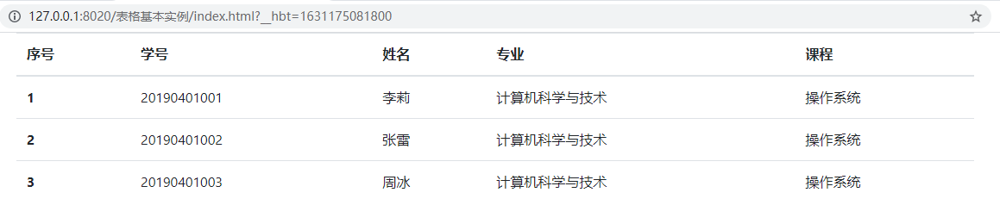 127.0.0.1:8020/表格基本实例/index.html?__hbt=1631175081800
序号 学号 姓名 专业 课程
1 20190401001 李莉 计算机科学与技术 操作系统
2 20190401002 张雷 计算机科学与技术 操作系统
3 20190401003 周冰 计算机科学与技术 操作系统